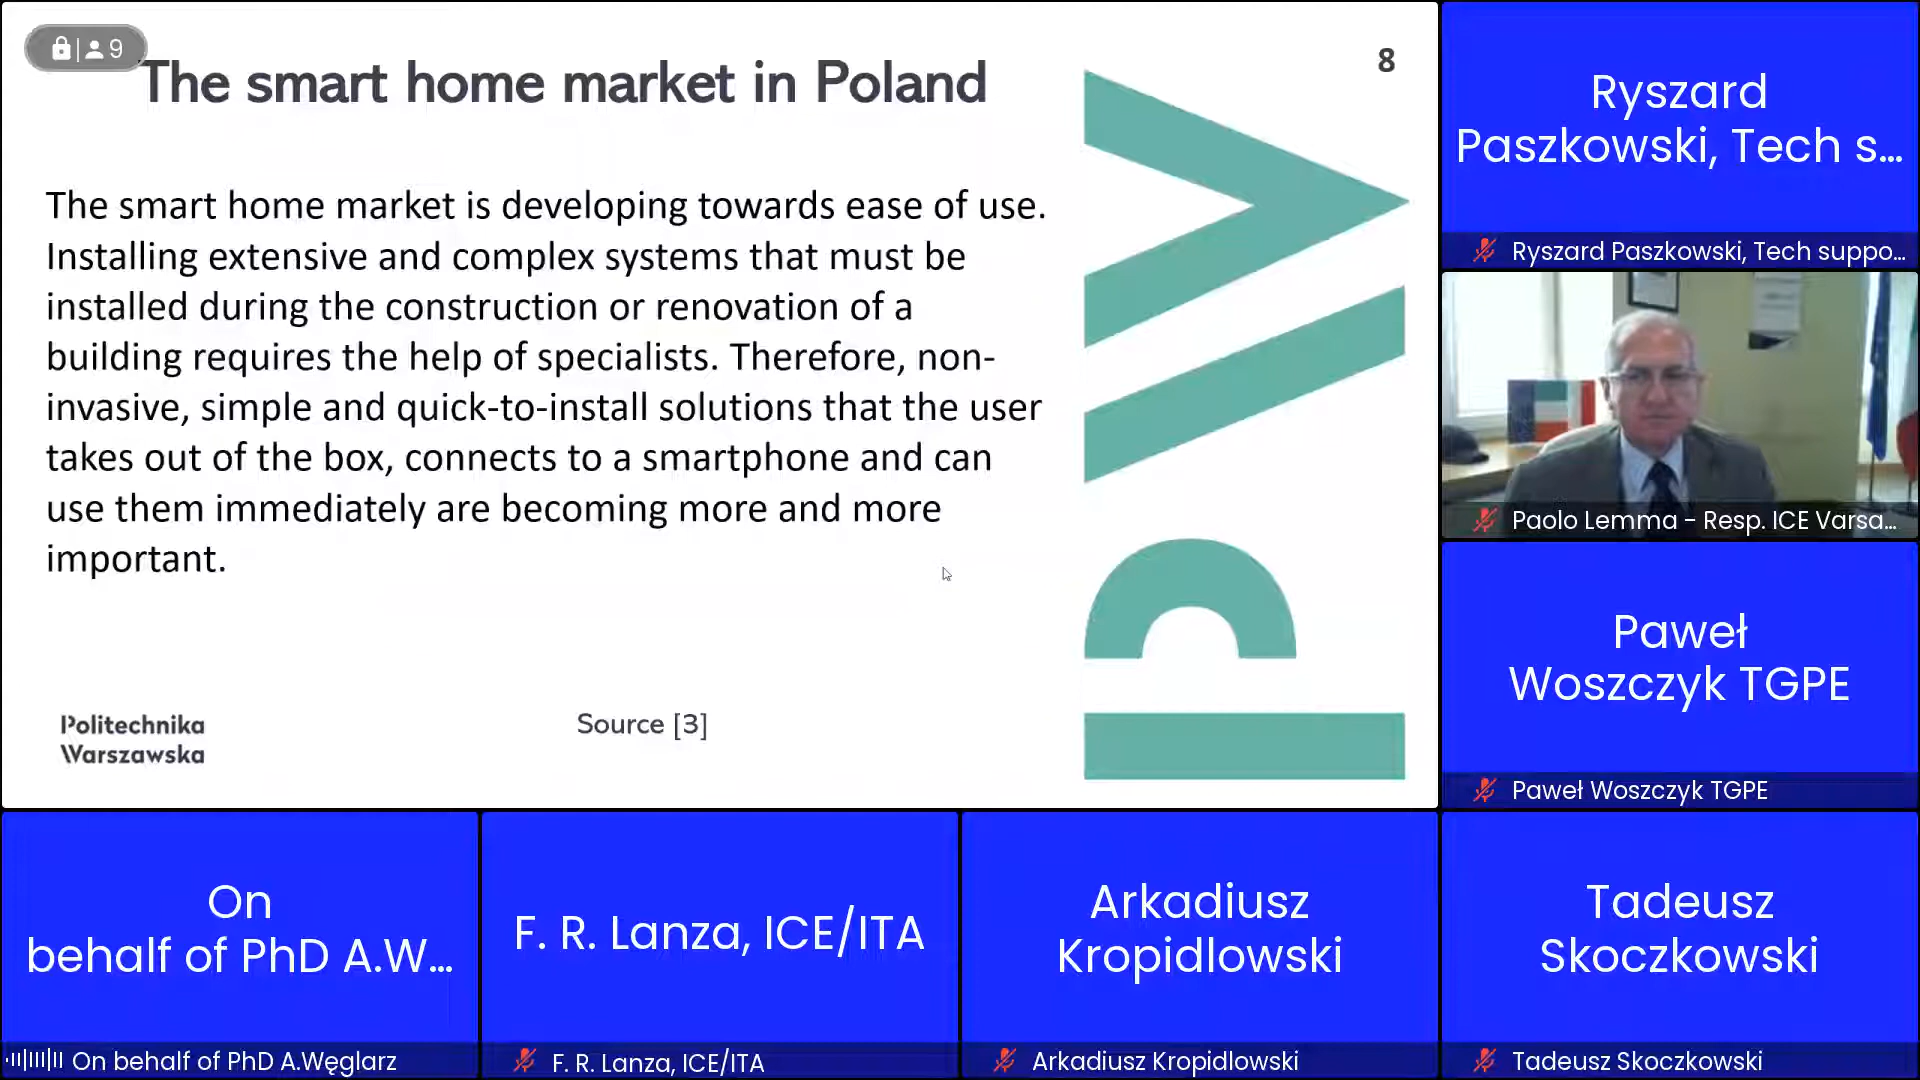 9
The smart home market in Poland
8
The smart home market is developing towards ease of use.
Installing extensive and complex systems that must be
installed during the construction or renovation of a
building requires the help of specialists. Therefore, non-
invasive, simple and quick-to-install solutions that the user
takes out of the box, connects to a smartphone and can
use them immediately are becoming more and more
important.
Politechnika
Warszawska
Source [3]
Ryszard
Paszkowski, Tech s...
Ryszard Paszkowski, Tech suppo...
Paolo Lemma - Resp. ICE Varsa...
Paweł
Woszczyk TGPE
Paweł Woszczyk TGPE
On
behalf of PhD A.W...
On behalf of PhD A.Węglarz
F. R. Lanza, ICE/ITA
F. R. Lanza, ICE/ITA
Arkadiusz
Kropidlowski
Arkadiusz Kropidlowski
Tadeusz
Skoczkowski
Tadeusz Skoczkowski